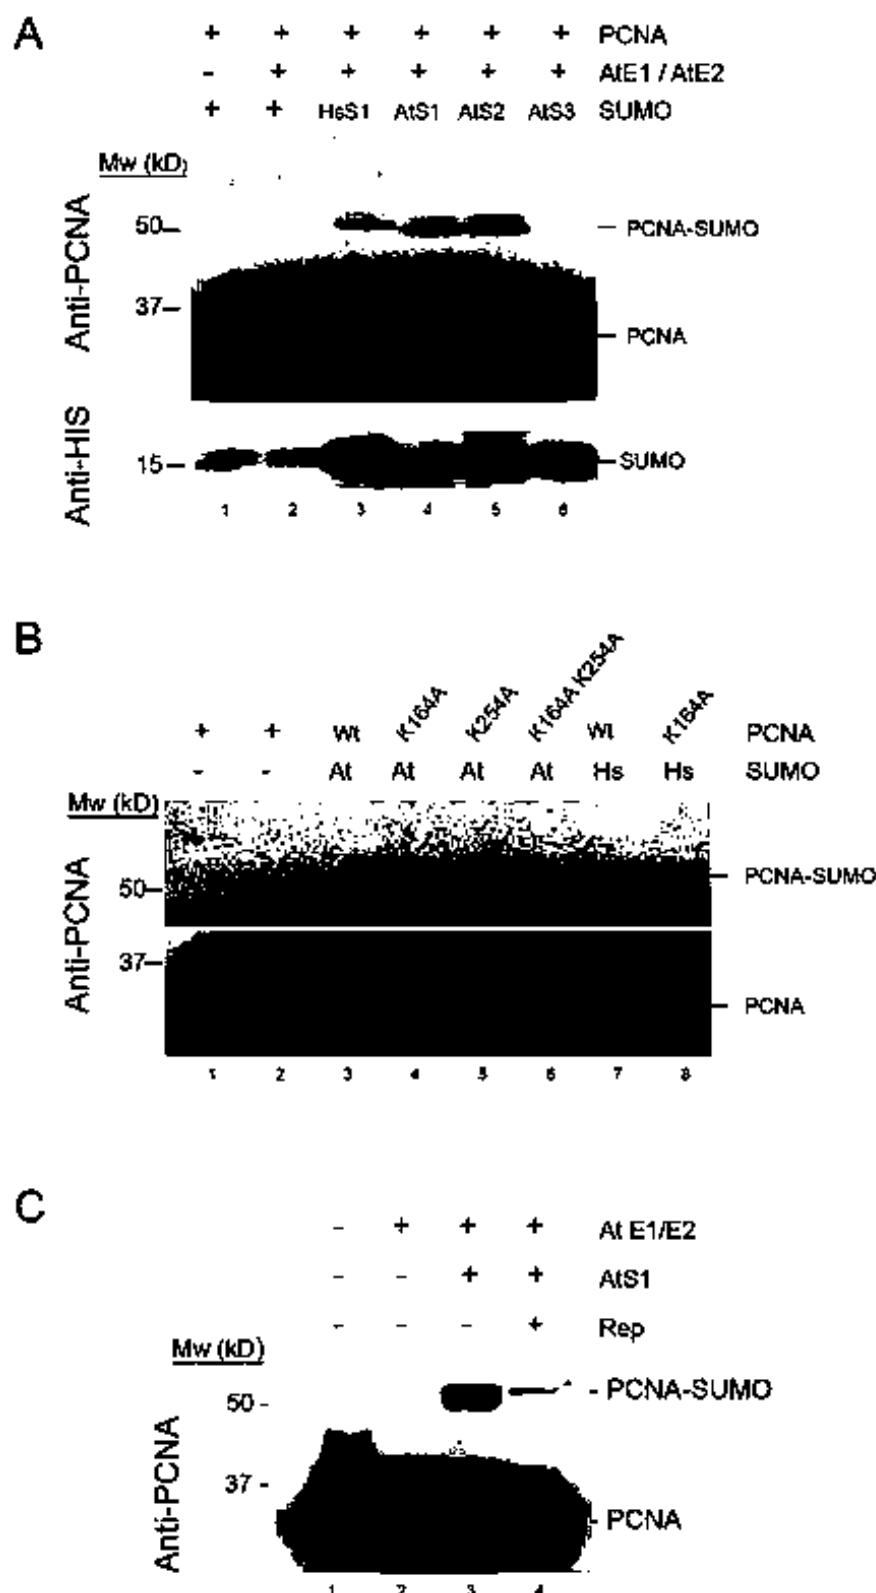 A
+ + + + + + PCNA
- + + + + + AtE1 / AtE2
+ + HsS1 AtS1 AtS2 AtS3 SUMO
Mw (kD)
Anti-PCNA
50 PCNA-SUMO
37
PCNA
Anti-HIS
15 SUMO
1 2 3 4 5 6
B
+ + Wt K164A K254A K164A K254A Wt K164A PCNA
- - At At At At Hs Hs SUMO
Mw (kD)
Anti-PCNA
PCNA-SUMO
50
37
PCNA
1 2 3 4 5 6 7 8
C
- + + + At E1/E2
- - + + AtS1
- - - + Rep
Mw (kD)
Anti-PCNA
50 - - PCNA-SUMO
37 -
- PCNA
1 2 3 4